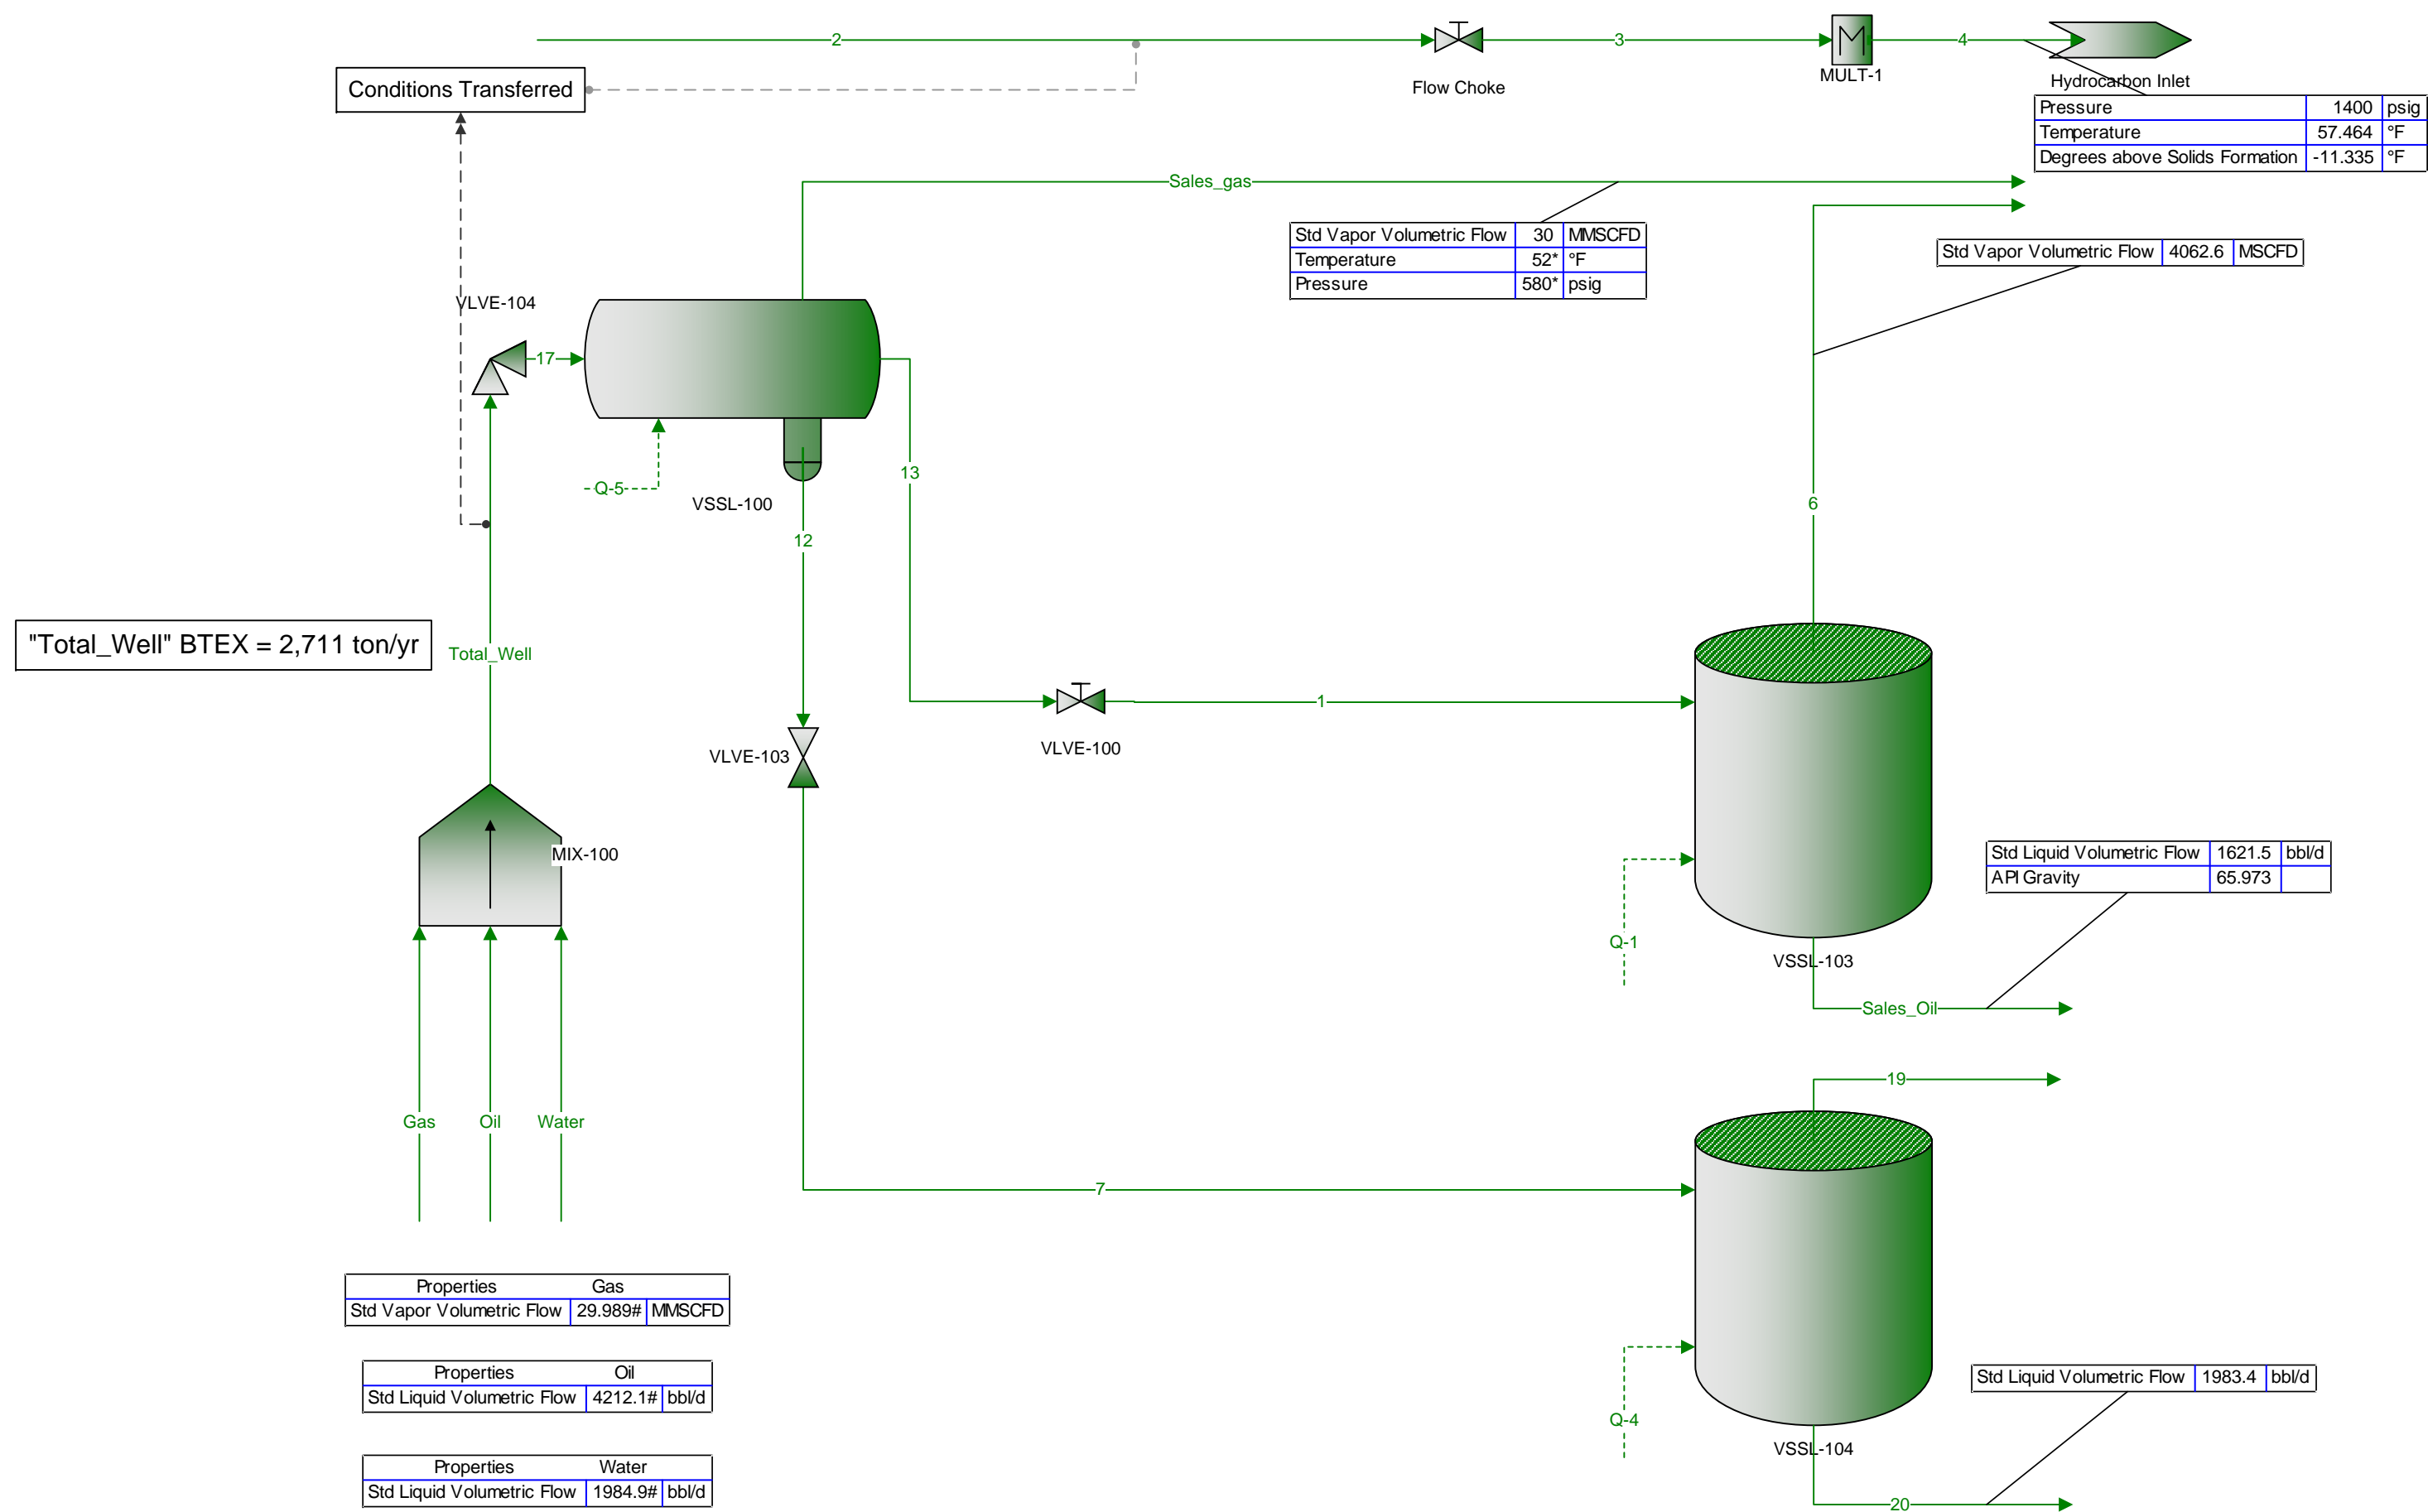 2
3
4
Conditions Transferred
Flow Choke
MULT-1
Hydrocarbon Inlet
Pressure 1400 psig
Temperature 57.464 °F
Degrees above Solids Formation -11.335 °F
Sales_gas
Std Vapor Volumetric Flow 30 MMSCFD
Temperature 52* °F
Pressure 580* psig
Std Vapor Volumetric Flow 4062.6 MSCFD
VLVE-104
17
Q-5
VSSL-100
13
12
6
"Total_Well" BTEX = 2,711 ton/yr
Total_Well
1
VLVE-103
VLVE-100
MIX-100
Std Liquid Volumetric Flow 1621.5 bbl/d
API Gravity 65.973
Q-1
VSSL-103
Sales_Oil
19
Gas
Oil
Water
7
Properties Gas
Std Vapor Volumetric Flow 29.989# MMSCFD
Properties Oil
Std Liquid Volumetric Flow 4212.1# bbl/d
Std Liquid Volumetric Flow 1983.4 bbl/d
Q-4
VSSL-104
Properties Water
Std Liquid Volumetric Flow 1984.9# bbl/d
20